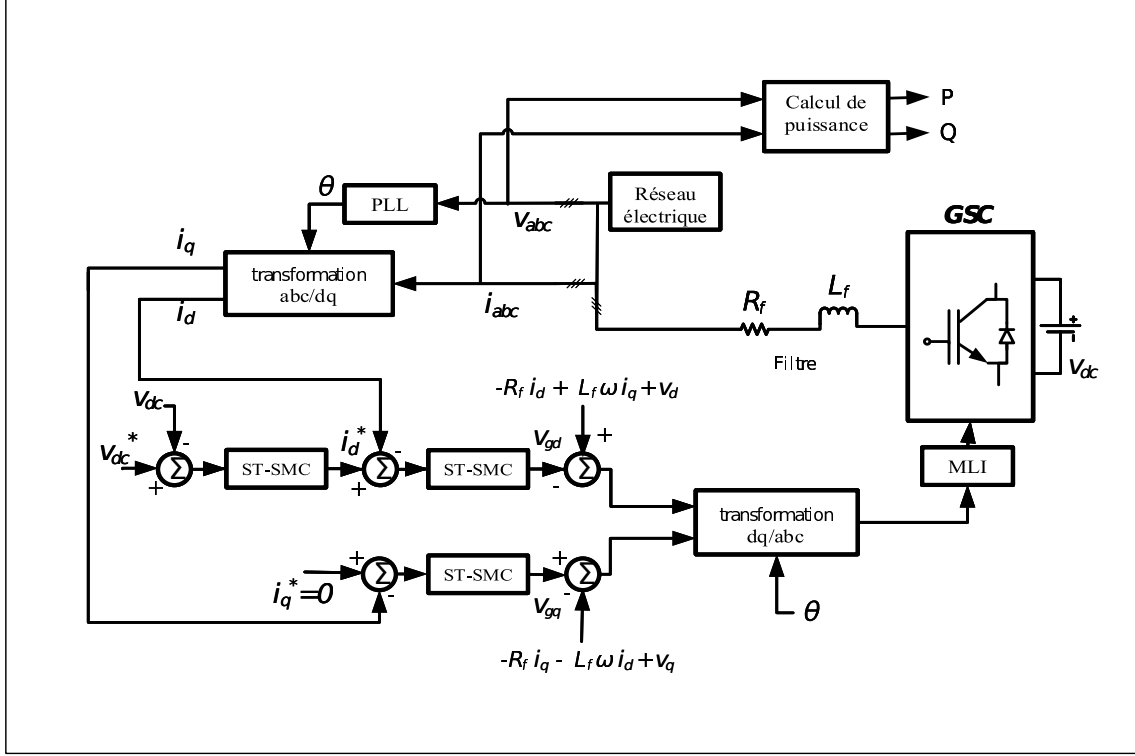 Calcul de
puissance
P
Q
θ
PLL
v_abc
Réseau
électrique
GSC
i_q
transformation
abc/dq
i_d
i_abc
R_f
L_f
Filtre
+
v_dc
-R_f i_d + L_f ω i_q + v_d
v_dc
-
v_dc*
Σ
+
ST-SMC
i_d*
-
Σ
+
ST-SMC
v_gd
+
Σ
-
MLI
transformation
dq/abc
+
Σ
-
i_q*=0
ST-SMC
v_gq
+
Σ
-
θ
-R_f i_q - L_f ω i_d + v_q